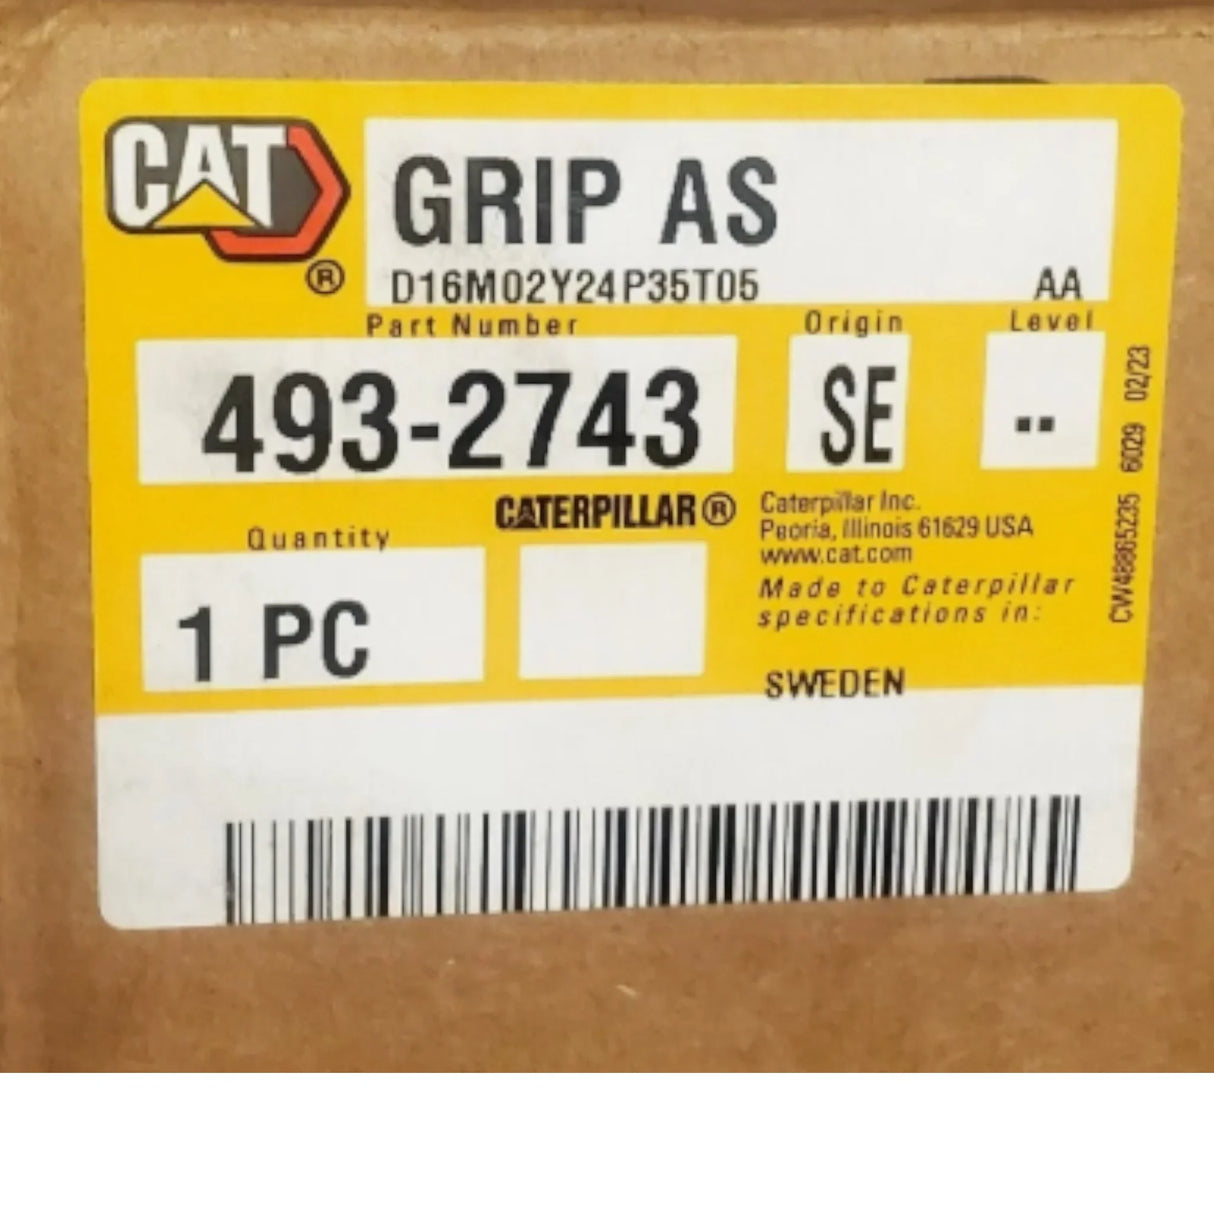 CAT
®
GRIP AS
D16M02Y24P35T05 AA
Part Number Origin Level
493-2743 SE --
CATERPILLAR®
Quantity
1 PC
Caterpillar Inc.
Peoria, Illinois 61629 USA
www.cat.com
Made to Caterpillar
specifications in:
SWEDEN
CW48865235 6029 02/23